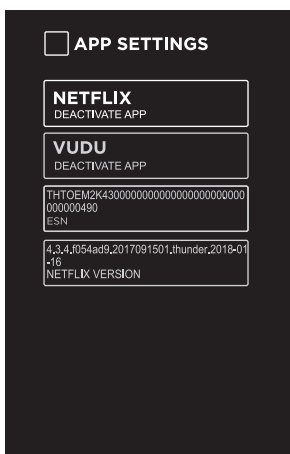 APP SETTINGS
NETFLIX
DEACTIVATE APP
VUDU
DEACTIVATE APP
THTOEM2K430000000000000000000000
000000490
ESN
4.3.4.f054ad9.2017091501.thunder.2018-01
-16
NETFLIX VERSION